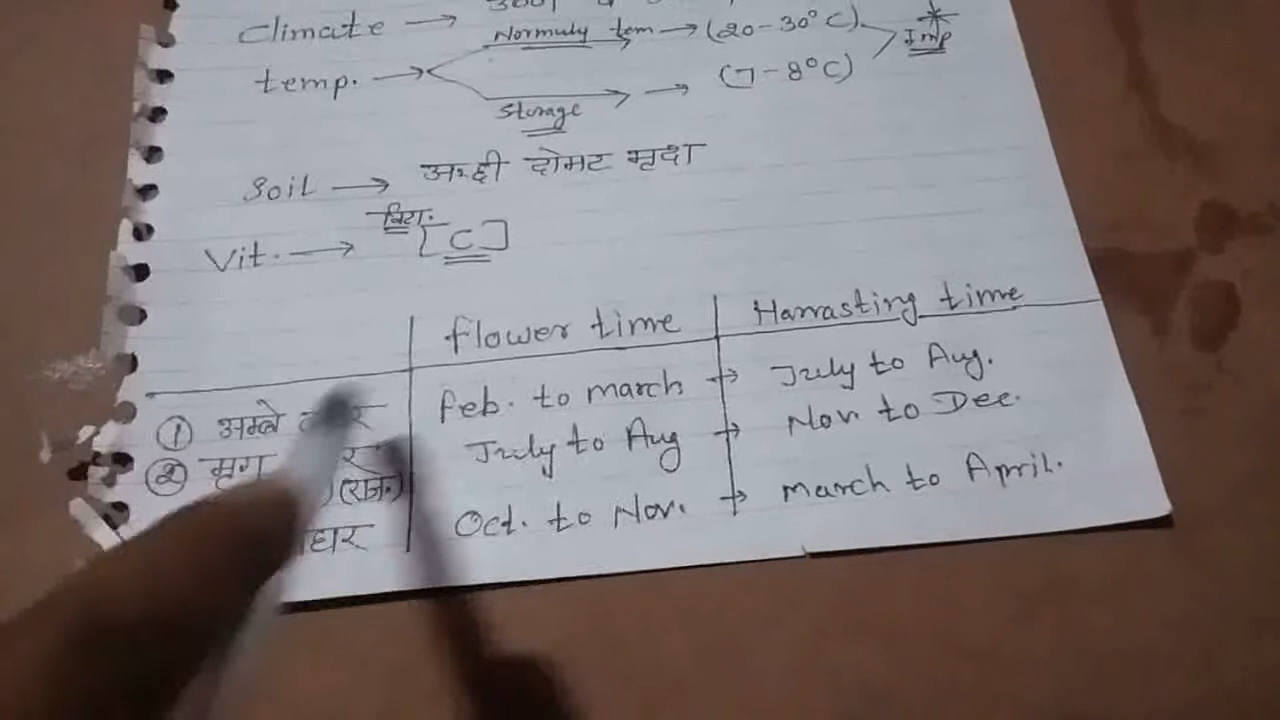 Climate →
Normuly tem → (20-30°C)
Imp
temp. →
(7-8°C)
Storage
Soil → अच्छी दोमट मृदा
Vit. → विटा. [C]
flower time Harrasting time
① अम्बे feb. to march → July to Aug.
② मृग July to Aug → Nov to Dec.
(राज.)
Oct. to Nov. → march to April.